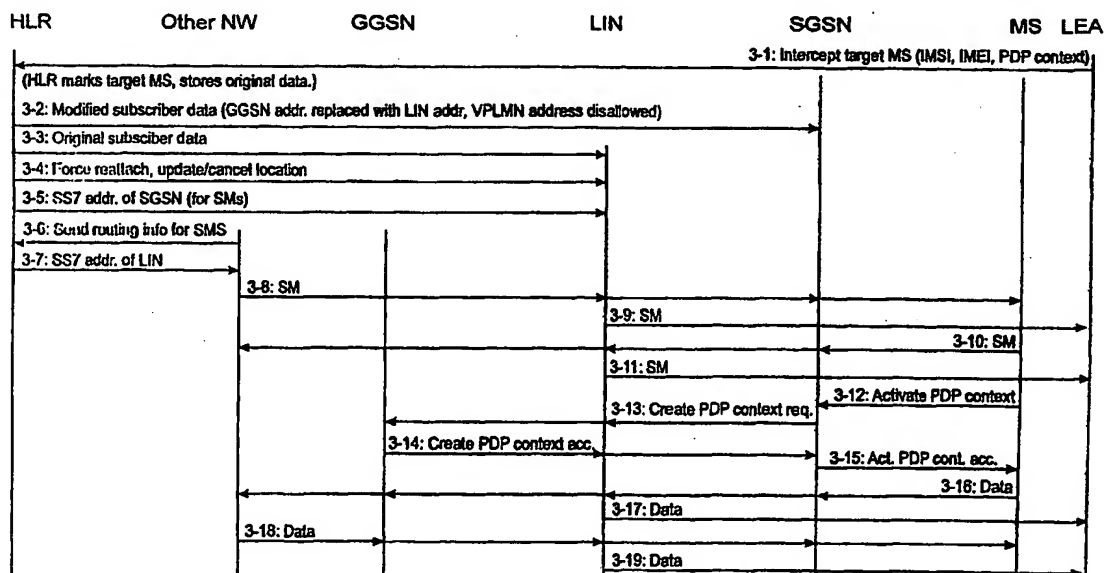 HLR Other NW GGSN LIN SGSN MS LEA
3-1: Intercept target MS (IMSI, IMEI, PDP context)
(HLR marks target MS, stores original data.)
3-2: Modified subscriber data (GGSN addr. replaced with LIN addr, VPLMN address disallowed)
3-3: Original subsciber data
3-4: Force reattach, update/cancel location
3-5: SS7 addr. of SGSN (for SMs)
3-6: Send routing info for SMS
3-7: SS7 addr. of LIN
3-8: SM
3-9: SM
3-10: SM
3-11: SM
3-12: Activate PDP context
3-13: Create PDP context req.
3-14: Create PDP context acc.
3-15: Act. PDP cont. acc.
3-16: Data
3-17: Data
3-18: Data
3-19: Data